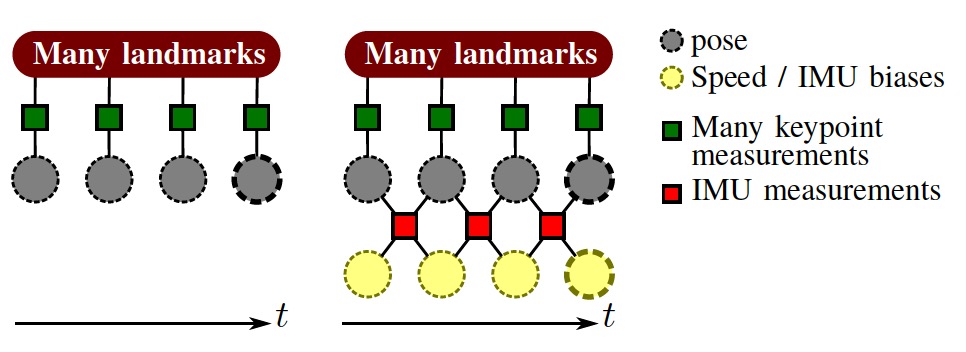 Many landmarks
Many landmarks
pose
Speed / IMU biases
Many keypoint
measurements
IMU measurements
t
t